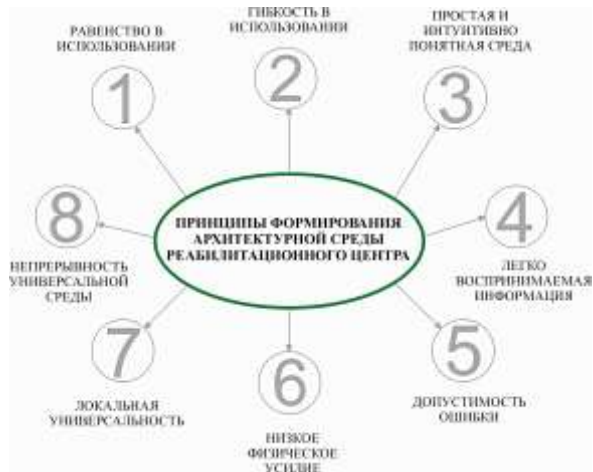 РАВЕНСТВО В
ИСПОЛЬЗОВАНИИ
1
ГИБКОСТЬ В
ИСПОЛЬЗОВАНИИ
2
ПРОСТАЯ И
ИНТУИТИВНО
ПОНЯТНАЯ СРЕДА
3
ПРИНЦИПЫ ФОРМИРОВАНИЯ
АРХИТЕКТУРНОЙ СРЕДЫ
РЕАБИЛИТАЦИОННОГО ЦЕНТРА
4
ЛЕГКО
ВОСПРИНИМАЕМАЯ
ИНФОРМАЦИЯ
5
ДОПУСТИМОСТЬ
ОШИБКИ
6
НИЗКОЕ
ФИЗИЧЕСКОЕ
УСИЛИЕ
7
ЛОКАЛЬНАЯ
УНИВЕРСАЛЬНОСТЬ
8
НЕПРЕРЫВНОСТЬ
УНИВЕРСАЛЬНОЙ
СРЕДЫ